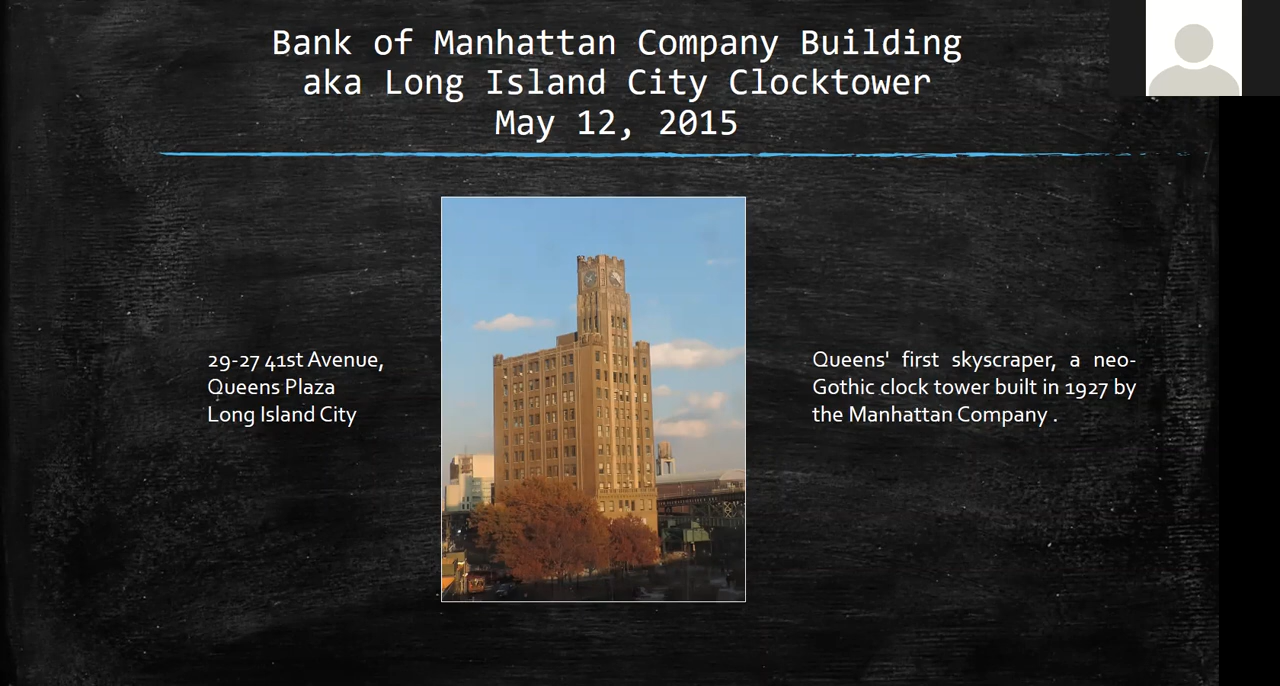 Bank of Manhattan Company Building
aka Long Island City Clocktower
May 12, 2015
29-27 41st Avenue,
Queens Plaza
Long Island City
Queens' first skyscraper, a neo-
Gothic clock tower built in 1927 by
the Manhattan Company .